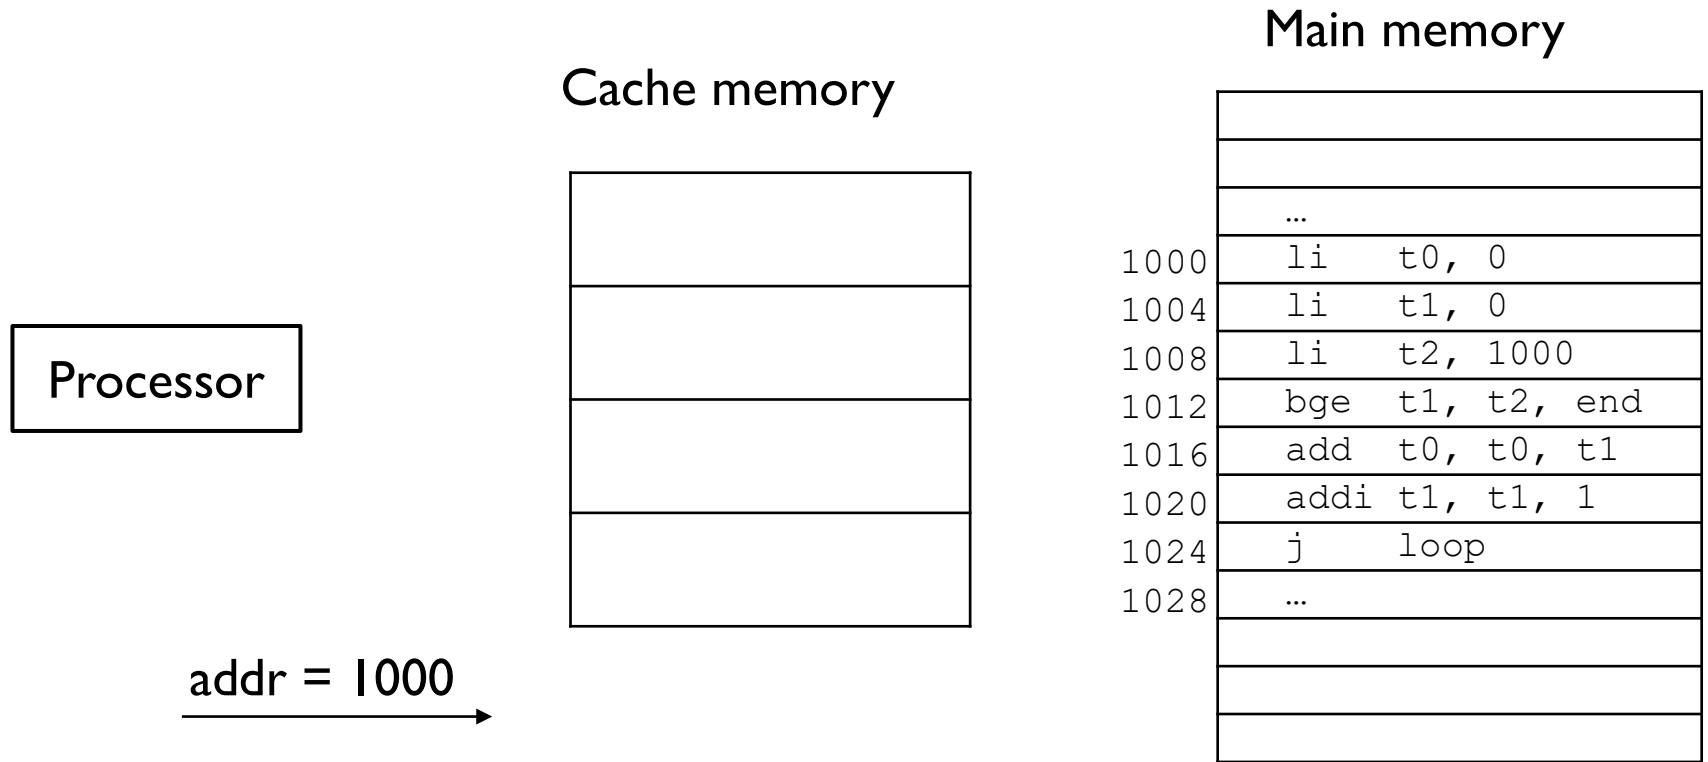 Main memory
Cache memory
…
1000 li t0, 0
1004 li t1, 0
1008 li t2, 1000
1012 bge t1, t2, end
1016 add t0, t0, t1
1020 addi t1, t1, 1
1024 j loop
1028 …
Processor
addr = 1000